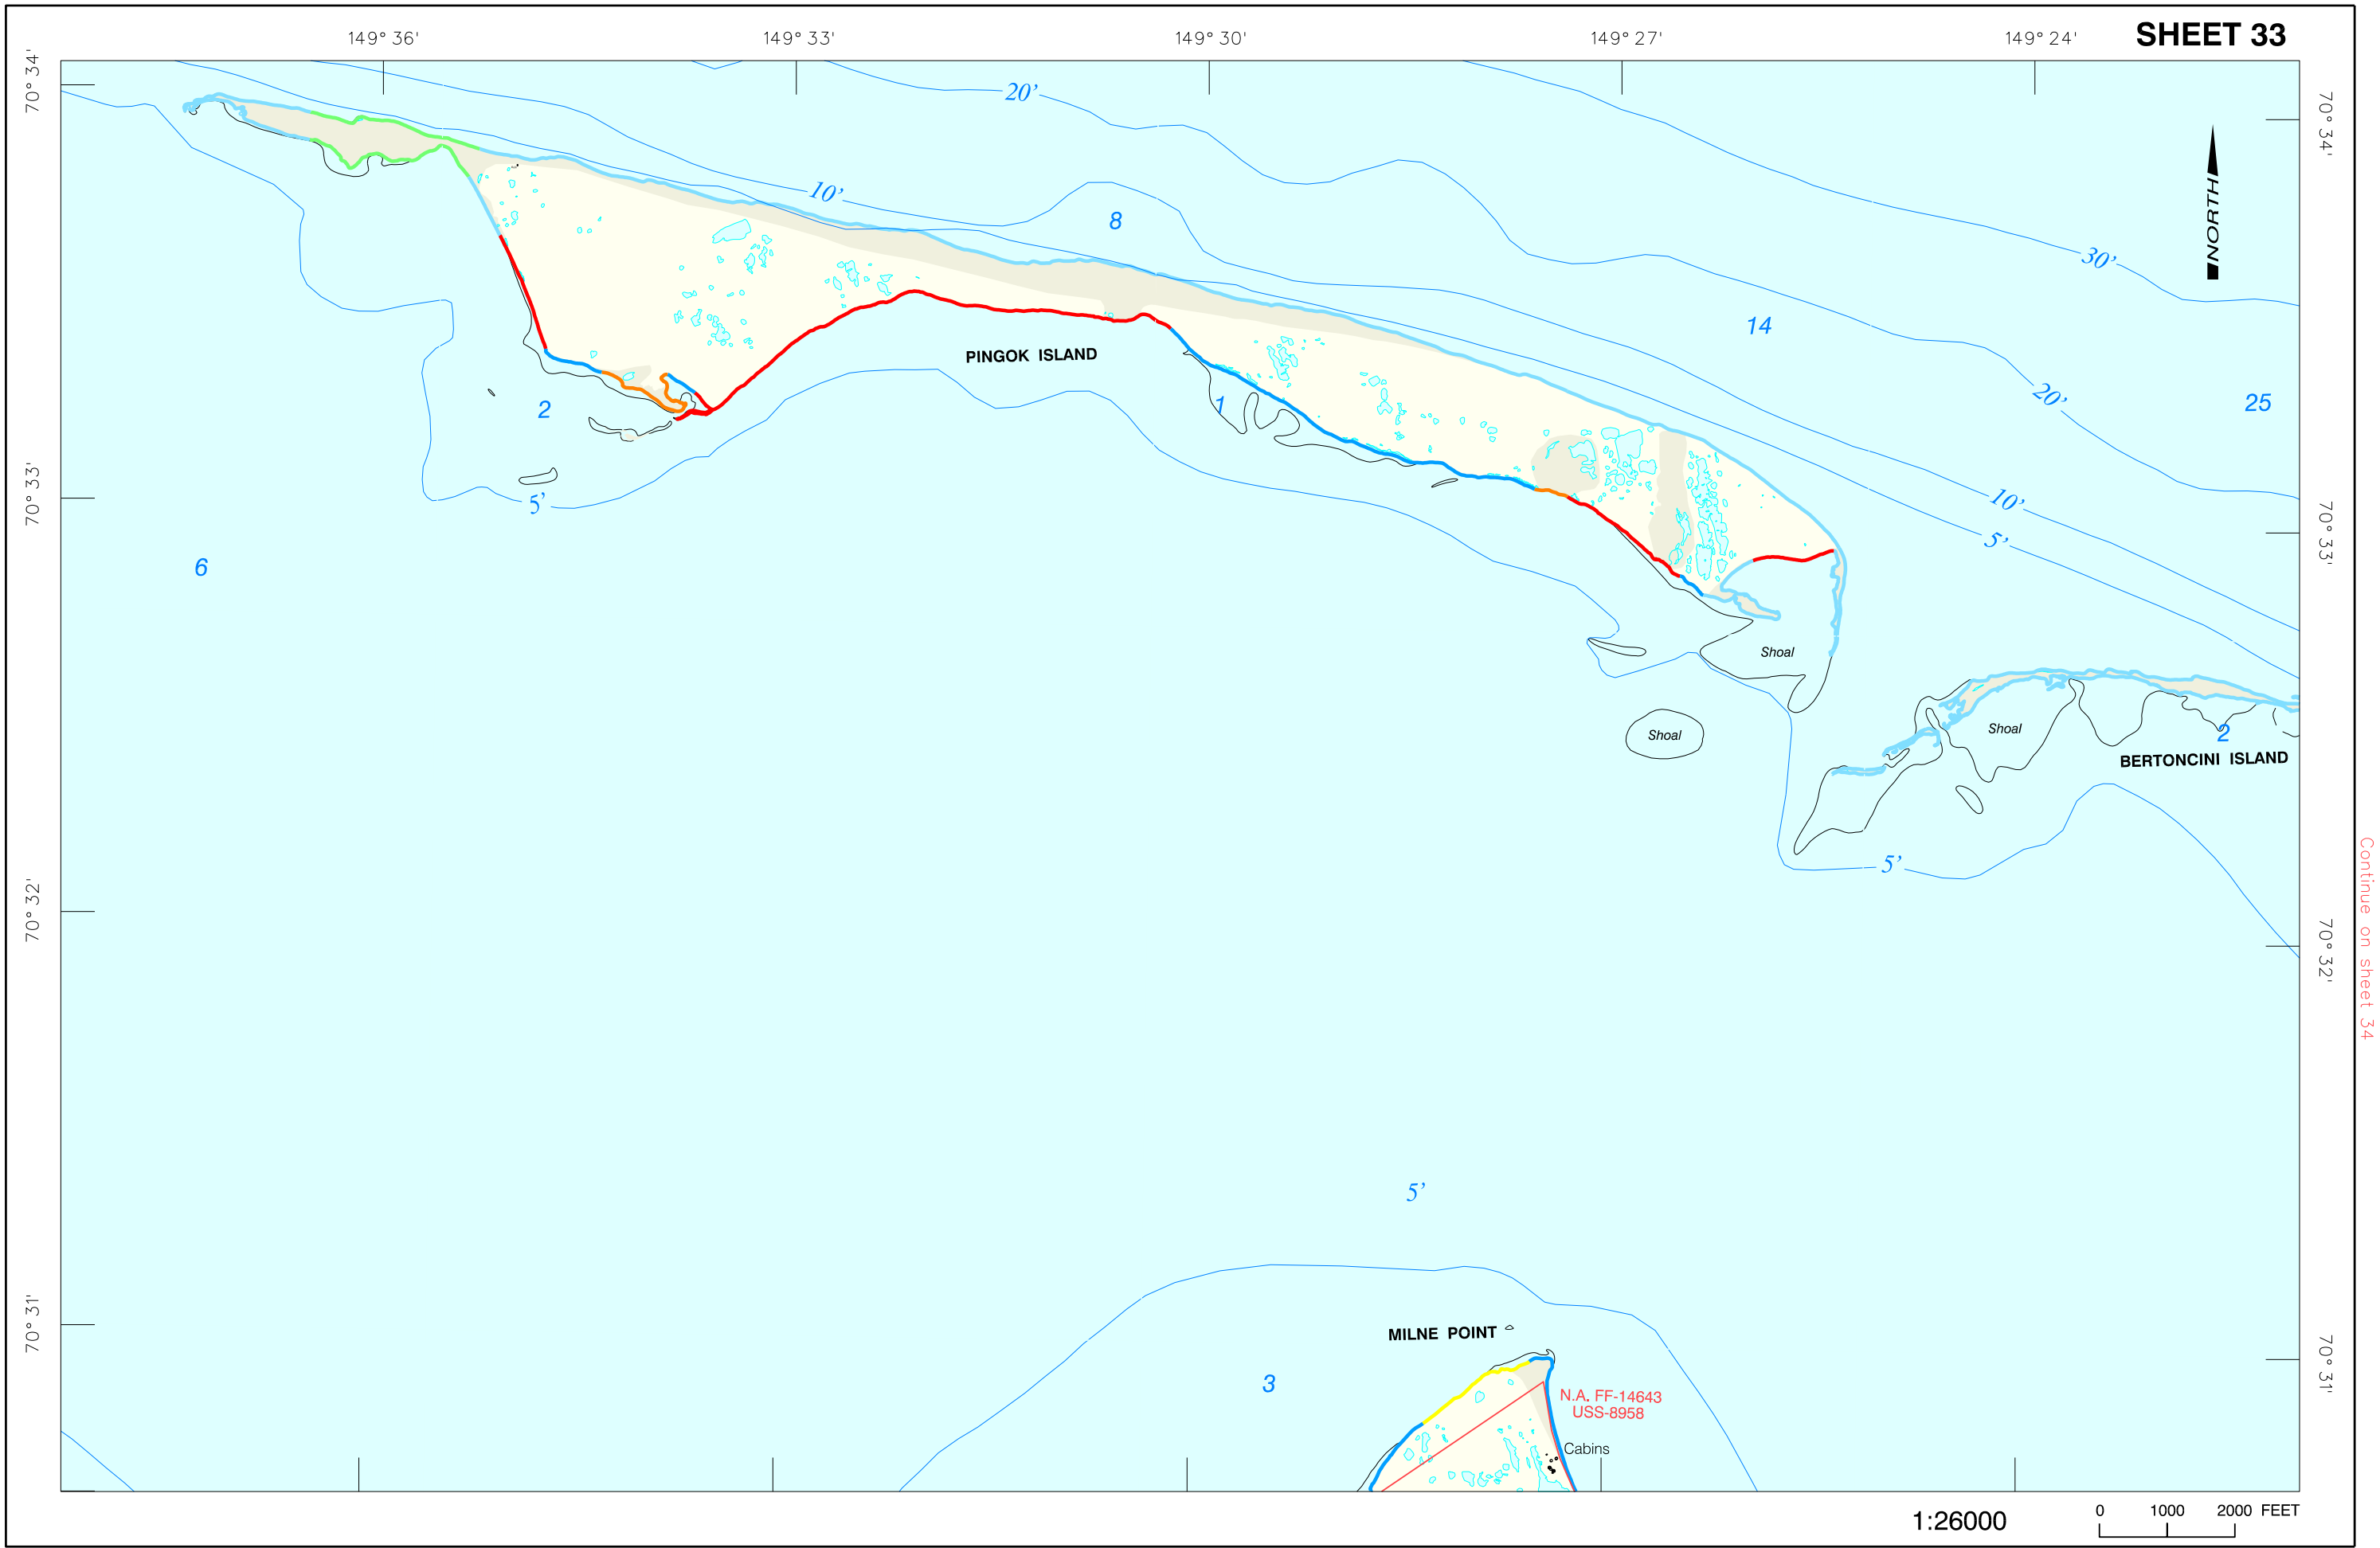 SHEET 33
149° 36'
149° 33'
149° 30'
149° 27'
149° 24'
70° 34'
70° 34'
20'
10'
8
NORTH
30'
14
PINGOK ISLAND
20'
25
2
1
70° 33'
5'
10'
70° 33'
5'
6
Shoal
Shoal
Shoal
2
BERTONCINI ISLAND
5'
Continue on sheet 34
70° 32'
70° 32'
5'
70° 31'
MILNE POINT
70° 31'
3
N.A. FF-14643
USS-8958
Cabins
1:26000
0 1000 2000 FEET